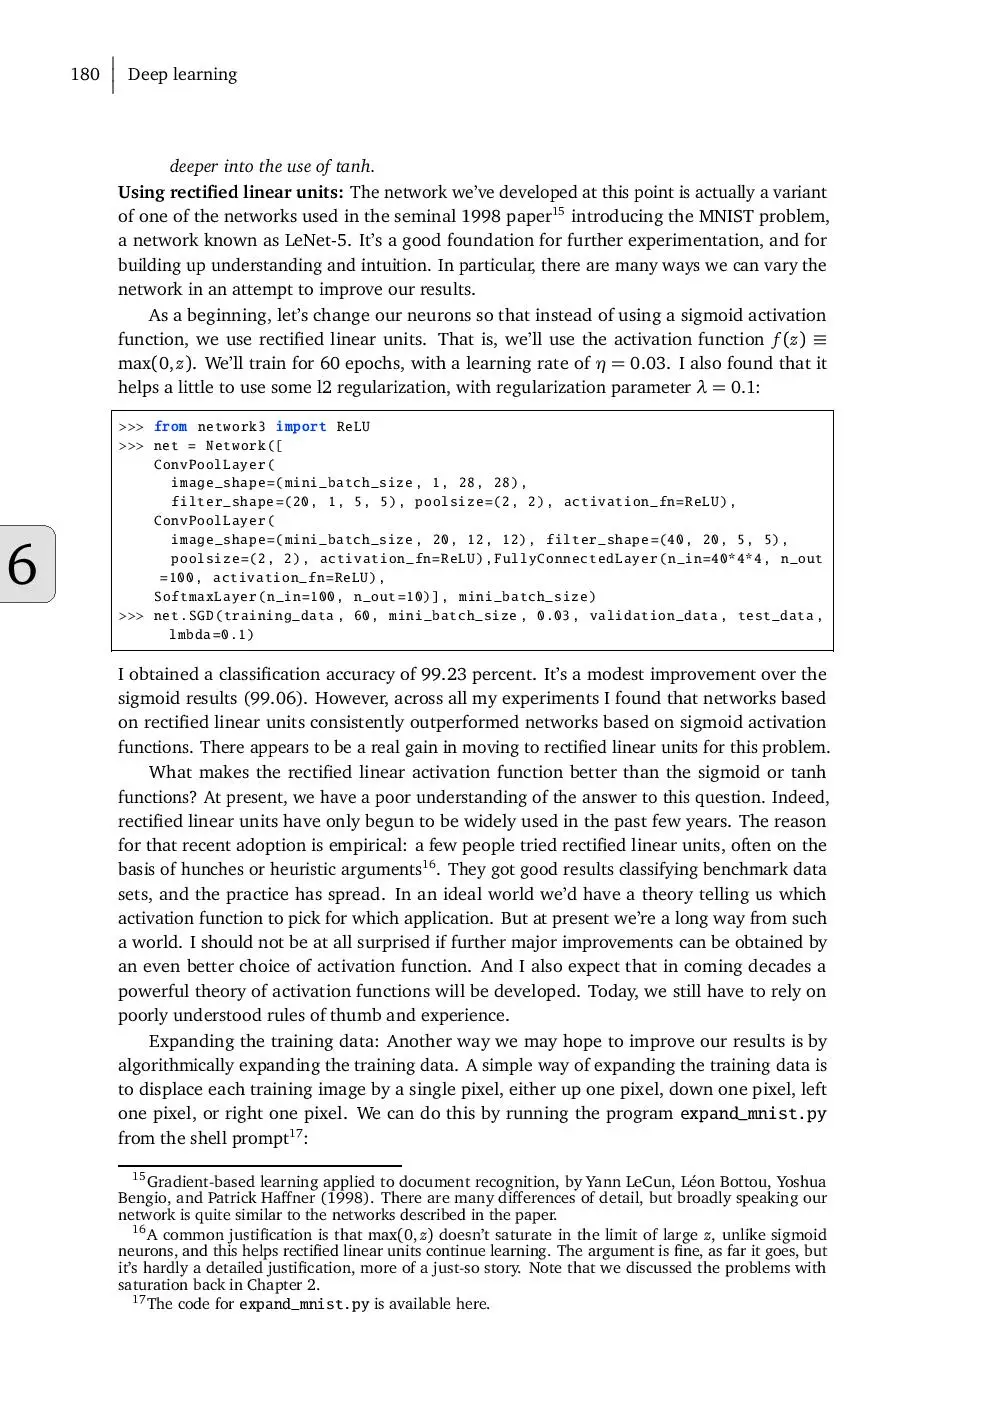 180 Deep learning
deeper into the use of tanh.
Using rectified linear units: The network we’ve developed at this point is actually a variant
of one of the networks used in the seminal 1998 paper15 introducing the MNIST problem,
a network known as LeNet-5. It’s a good foundation for further experimentation, and for
building up understanding and intuition. In particular, there are many ways we can vary the
network in an attempt to improve our results.
As a beginning, let’s change our neurons so that instead of using a sigmoid activation
function, we use rectified linear units. That is, we’ll use the activation function f(z) ≡
max(0,z). We’ll train for 60 epochs, with a learning rate of η = 0.03. I also found that it
helps a little to use some l2 regularization, with regularization parameter λ = 0.1:
>>> from network3 import ReLU
>>> net = Network([
ConvPoolLayer(
image_shape=(mini_batch_size, 1, 28, 28),
filter_shape=(20, 1, 5, 5), poolsize=(2, 2), activation_fn=ReLU),
ConvPoolLayer(
image_shape=(mini_batch_size, 20, 12, 12), filter_shape=(40, 20, 5, 5),
poolsize=(2, 2), activation_fn=ReLU),FullyConnectedLayer(n_in=40*4*4, n_out
=100, activation_fn=ReLU),
SoftmaxLayer(n_in=100, n_out=10)], mini_batch_size)
>>> net.SGD(training_data, 60, mini_batch_size, 0.03, validation_data, test_data,
lmbda=0.1)
6
I obtained a classification accuracy of 99.23 percent. It’s a modest improvement over the
sigmoid results (99.06). However, across all my experiments I found that networks based
on rectified linear units consistently outperformed networks based on sigmoid activation
functions. There appears to be a real gain in moving to rectified linear units for this problem.
What makes the rectified linear activation function better than the sigmoid or tanh
functions? At present, we have a poor understanding of the answer to this question. Indeed,
rectified linear units have only begun to be widely used in the past few years. The reason
for that recent adoption is empirical: a few people tried rectified linear units, often on the
basis of hunches or heuristic arguments16. They got good results classifying benchmark data
sets, and the practice has spread. In an ideal world we’d have a theory telling us which
activation function to pick for which application. But at present we’re a long way from such
a world. I should not be at all surprised if further major improvements can be obtained by
an even better choice of activation function. And I also expect that in coming decades a
powerful theory of activation functions will be developed. Today, we still have to rely on
poorly understood rules of thumb and experience.
Expanding the training data: Another way we may hope to improve our results is by
algorithmically expanding the training data. A simple way of expanding the training data is
to displace each training image by a single pixel, either up one pixel, down one pixel, left
one pixel, or right one pixel. We can do this by running the program expand_mnist.py
from the shell prompt17:
15Gradient-based learning applied to document recognition, by Yann LeCun, Léon Bottou, Yoshua
Bengio, and Patrick Haffner (1998). There are many differences of detail, but broadly speaking our
network is quite similar to the networks described in the paper.
16A common justification is that max(0,z) doesn’t saturate in the limit of large z, unlike sigmoid
neurons, and this helps rectified linear units continue learning. The argument is fine, as far it goes, but
it’s hardly a detailed justification, more of a just-so story. Note that we discussed the problems with
saturation back in Chapter 2.
17The code for expand_mnist.py is available here.